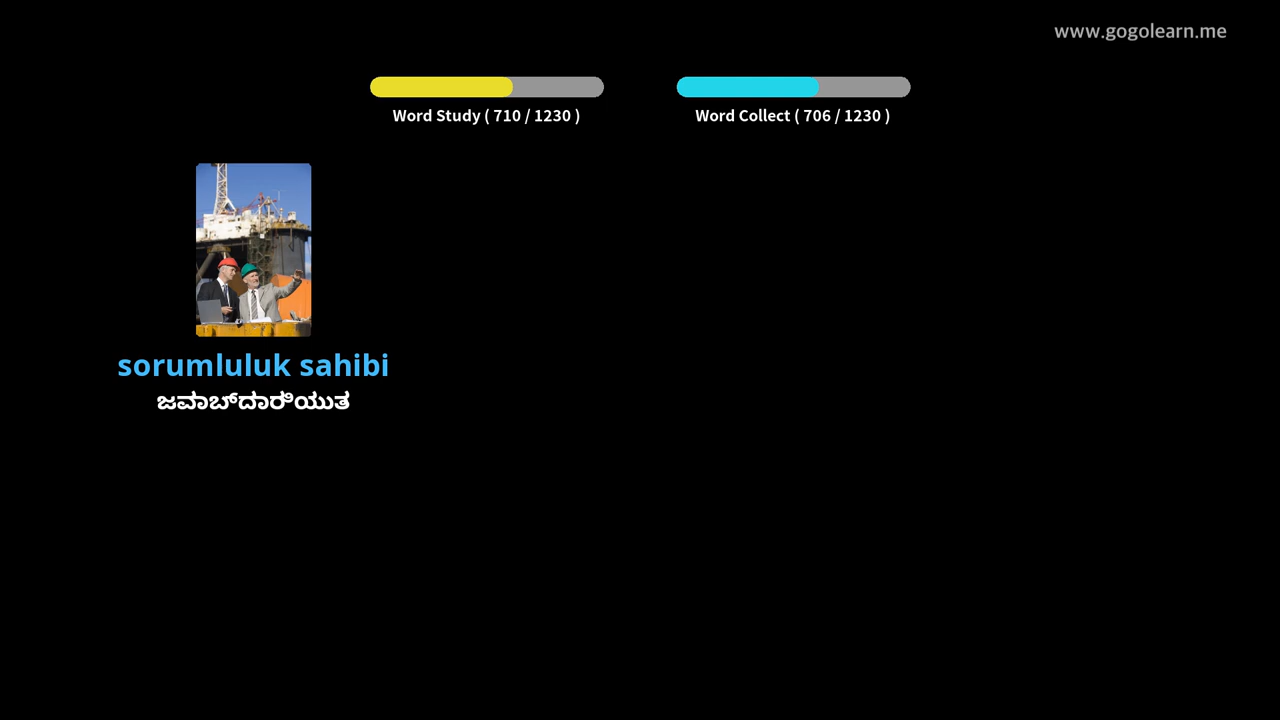 www.gogolearn.me
Word Study ( 710 / 1230 )
Word Collect ( 706 / 1230 )
sorumluluk sahibi
ಜವಾಬ್ದಾರಿಯುತ